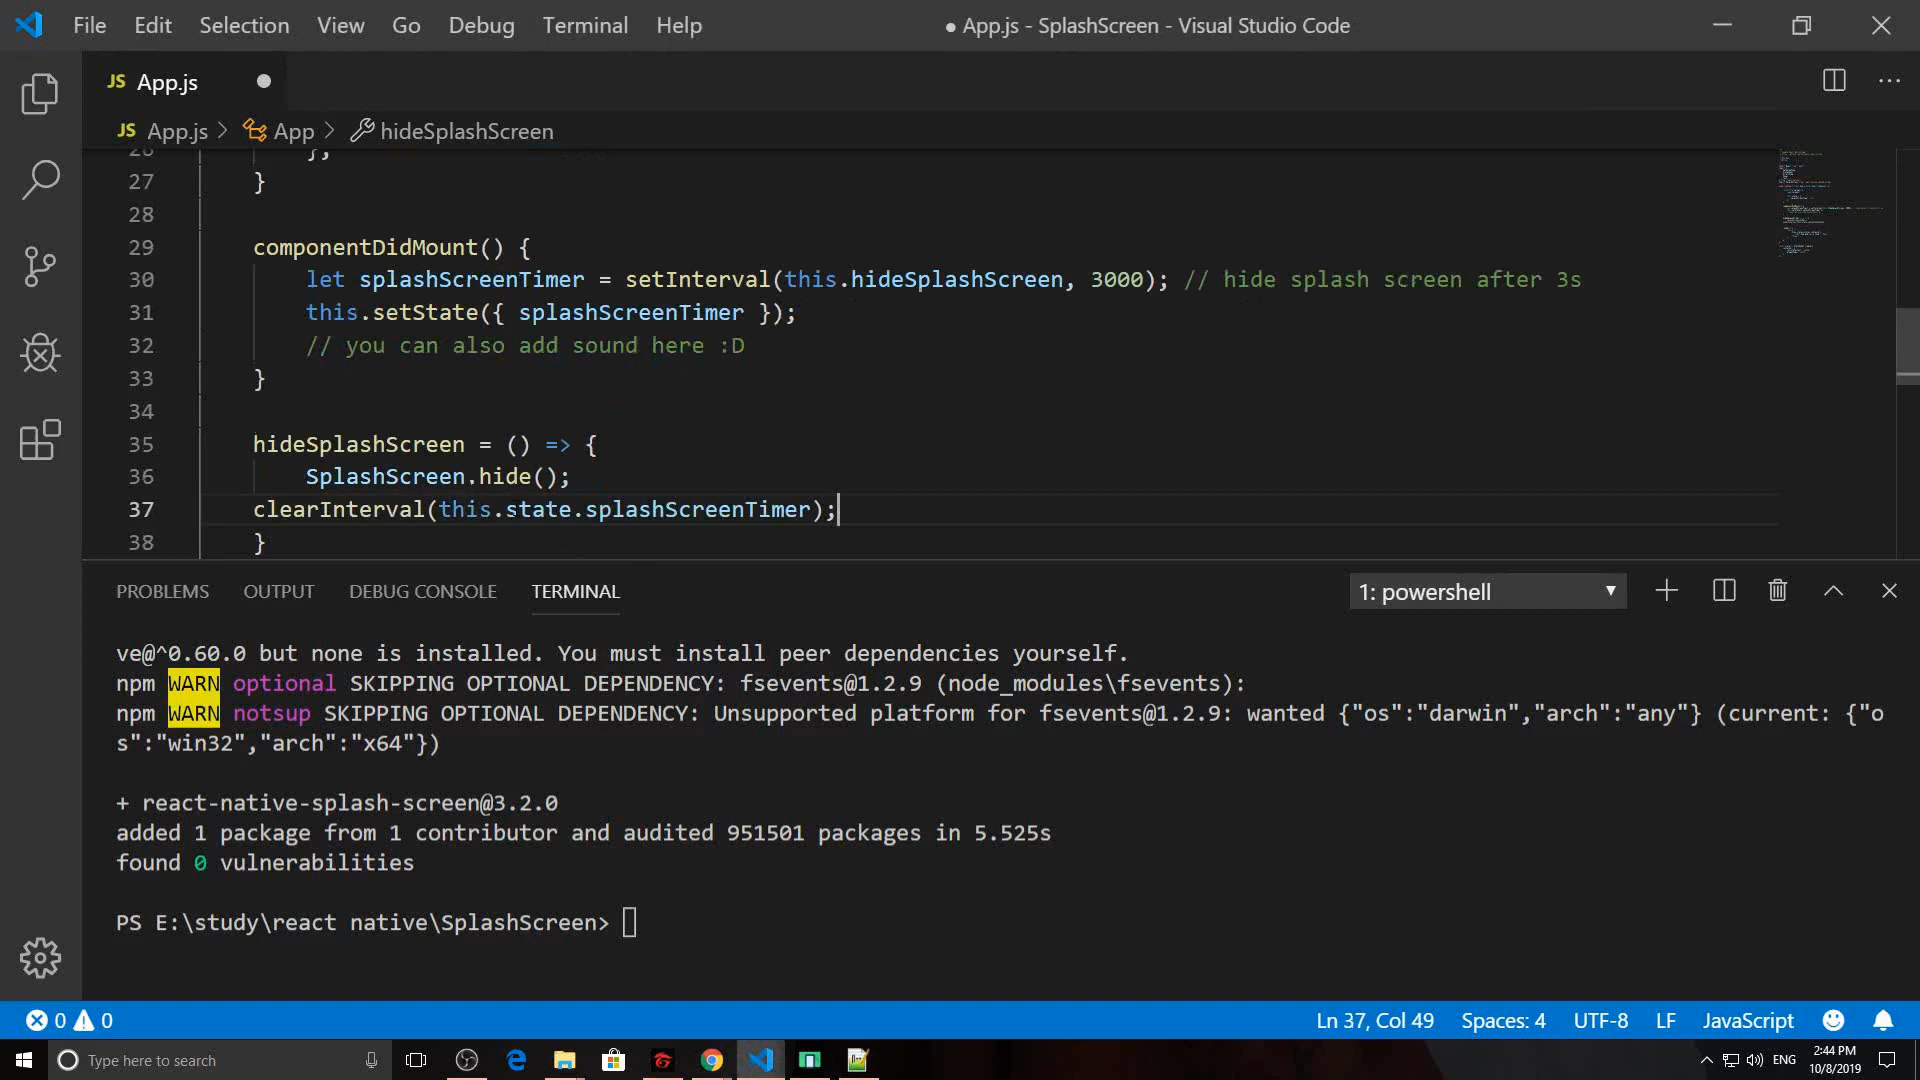 File Edit Selection View Go Debug Terminal Help ● App.js - SplashScreen - Visual Studio Code
JS App.js
JS App.js > App > hideSplashScreen
26 };
27 }
28
29 componentDidMount() {
30 let splashScreenTimer = setInterval(this.hideSplashScreen, 3000); // hide splash screen after 3s
31 this.setState({ splashScreenTimer });
32 // you can also add sound here :D
33 }
34
35 hideSplashScreen = () => {
36 SplashScreen.hide();
37 clearInterval(this.state.splashScreenTimer);
38 }
PROBLEMS OUTPUT DEBUG CONSOLE TERMINAL 1: powershell
ve@^0.60.0 but none is installed. You must install peer dependencies yourself.
npm WARN optional SKIPPING OPTIONAL DEPENDENCY: fsevents@1.2.9 (node_modules\fsevents):
npm WARN notsup SKIPPING OPTIONAL DEPENDENCY: Unsupported platform for fsevents@1.2.9: wanted {"os":"darwin","arch":"any"} (current: {"o
s":"win32","arch":"x64"})
+ react-native-splash-screen@3.2.0
added 1 package from 1 contributor and audited 951501 packages in 5.525s
found 0 vulnerabilities
PS E:\study\react native\SplashScreen>
0 0 Ln 37, Col 49 Spaces: 4 UTF-8 LF JavaScript
Type here to search ENG 2:44 PM
10/8/2019